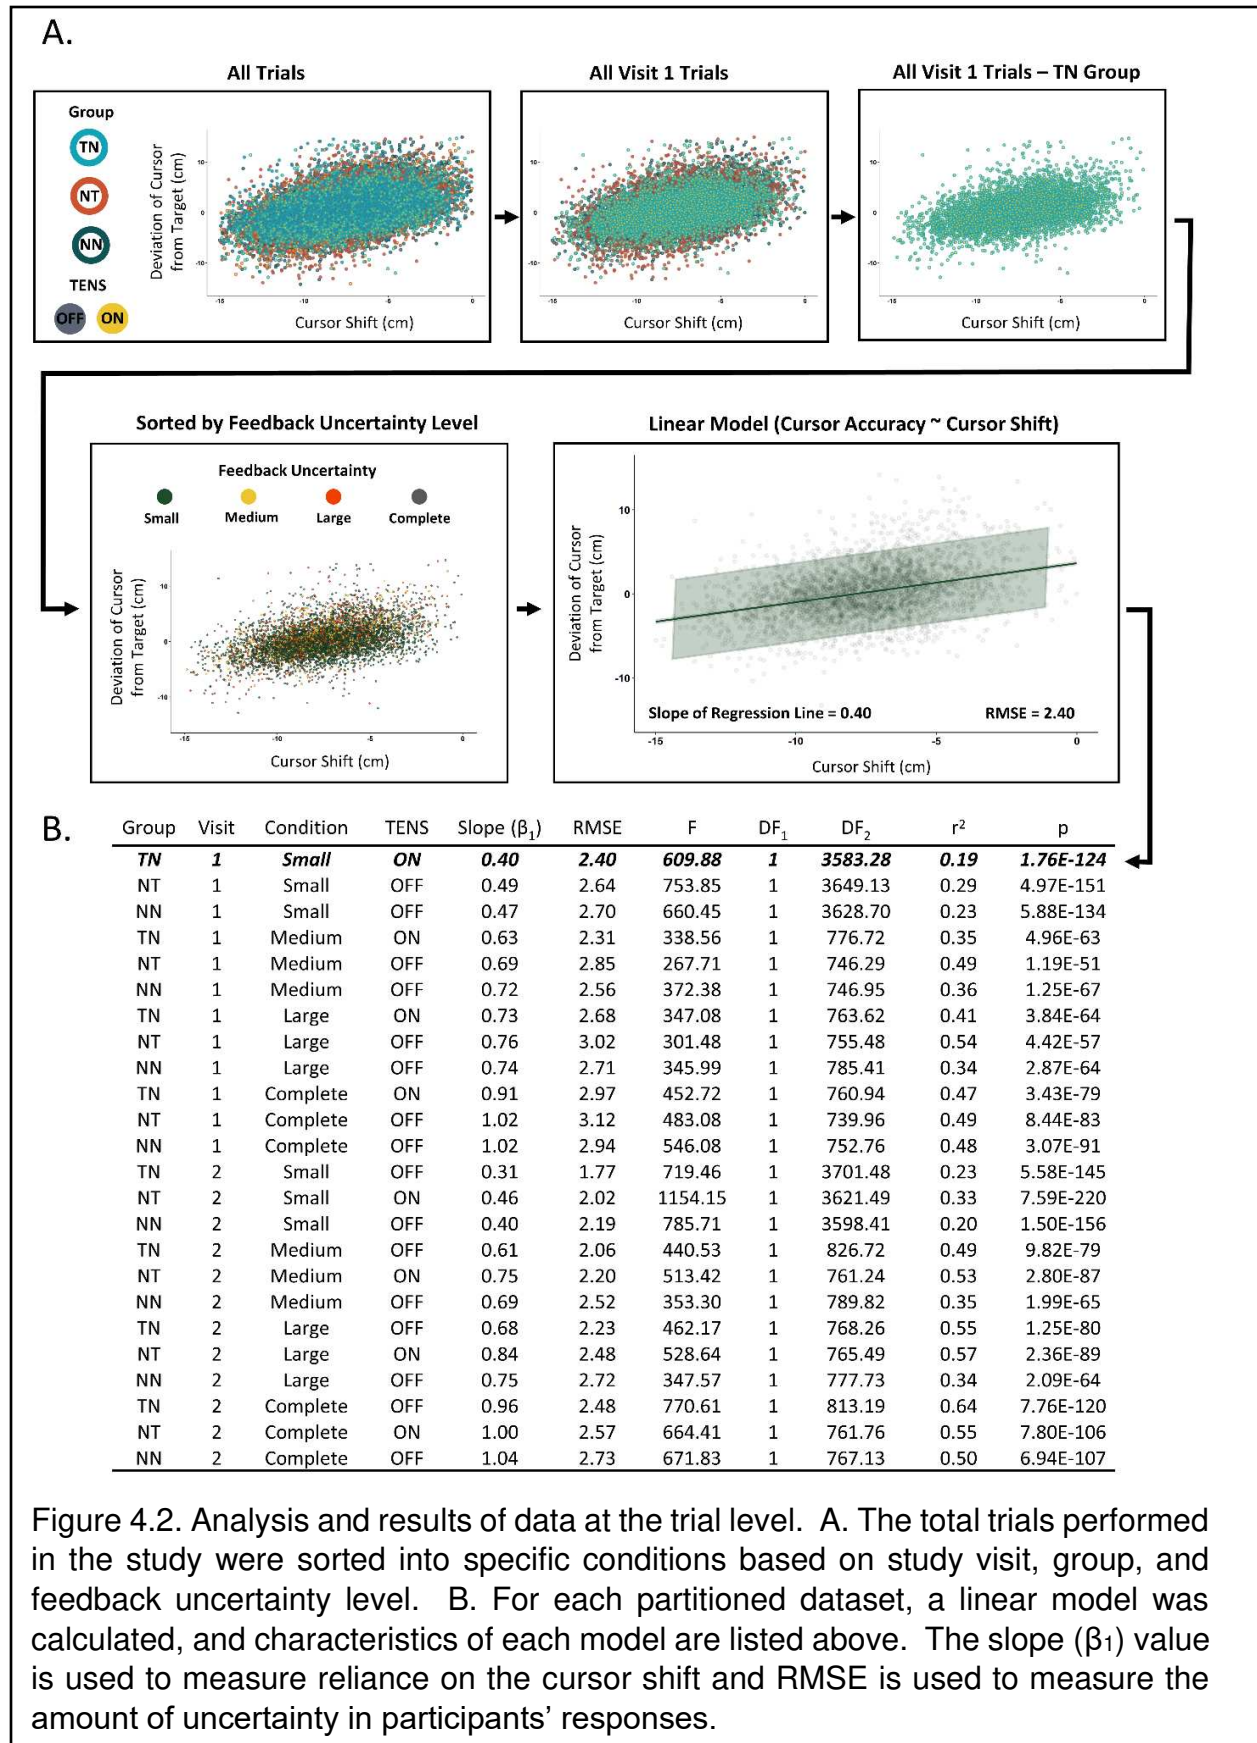 A.
All Trials
All Visit 1 Trials
All Visit 1 Trials – TN Group
Group
TN
NT
NN
TENS
OFF ON
Deviation of Cursor
from Target (cm)
10
0
-10
-15 -10 -5 0
Cursor Shift (cm)
10
0
-10
-15 -10 -5 0
Cursor Shift (cm)
10
0
-10
-15 -10 -5 0
Cursor Shift (cm)
Sorted by Feedback Uncertainty Level
Feedback Uncertainty
Small Medium Large Complete
Deviation of Cursor
from Target (cm)
10
0
-10
-15 -10 -5 0
Cursor Shift (cm)
Linear Model (Cursor Accuracy ~ Cursor Shift)
Deviation of Cursor
from Target (cm)
10
0
-10
Slope of Regression Line = 0.40 RMSE = 2.40
-15 -10 -5 0
Cursor Shift (cm)
B.
Group Visit Condition TENS Slope (β₁) RMSE F DF₁ DF₂ r² p
TN 1 Small ON 0.40 2.40 609.88 1 3583.28 0.19 1.76E-124
NT 1 Small OFF 0.49 2.64 753.85 1 3649.13 0.29 4.97E-151
NN 1 Small OFF 0.47 2.70 660.45 1 3628.70 0.23 5.88E-134
TN 1 Medium ON 0.63 2.31 338.56 1 776.72 0.35 4.96E-63
NT 1 Medium OFF 0.69 2.85 267.71 1 746.29 0.49 1.19E-51
NN 1 Medium OFF 0.72 2.56 372.38 1 746.95 0.36 1.25E-67
TN 1 Large ON 0.73 2.68 347.08 1 763.62 0.41 3.84E-64
NT 1 Large OFF 0.76 3.02 301.48 1 755.48 0.54 4.42E-57
NN 1 Large OFF 0.74 2.71 345.99 1 785.41 0.34 2.87E-64
TN 1 Complete ON 0.91 2.97 452.72 1 760.94 0.47 3.43E-79
NT 1 Complete OFF 1.02 3.12 483.08 1 739.96 0.49 8.44E-83
NN 1 Complete OFF 1.02 2.94 546.08 1 752.76 0.48 3.07E-91
TN 2 Small OFF 0.31 1.77 719.46 1 3701.48 0.23 5.58E-145
NT 2 Small ON 0.46 2.02 1154.15 1 3621.49 0.33 7.59E-220
NN 2 Small OFF 0.40 2.19 785.71 1 3598.41 0.20 1.50E-156
TN 2 Medium OFF 0.61 2.06 440.53 1 826.72 0.49 9.82E-79
NT 2 Medium ON 0.75 2.20 513.42 1 761.24 0.53 2.80E-87
NN 2 Medium OFF 0.69 2.52 353.30 1 789.82 0.35 1.99E-65
TN 2 Large OFF 0.68 2.23 462.17 1 768.26 0.55 1.25E-80
NT 2 Large ON 0.84 2.48 528.64 1 765.49 0.57 2.36E-89
NN 2 Large OFF 0.75 2.72 347.57 1 777.73 0.34 2.09E-64
TN 2 Complete OFF 0.96 2.48 770.61 1 813.19 0.64 7.76E-120
NT 2 Complete ON 1.00 2.57 664.41 1 761.76 0.55 7.80E-106
NN 2 Complete OFF 1.04 2.73 671.83 1 767.13 0.50 6.94E-107
Figure 4.2. Analysis and results of data at the trial level. A. The total trials performed
in the study were sorted into specific conditions based on study visit, group, and
feedback uncertainty level. B. For each partitioned dataset, a linear model was
calculated, and characteristics of each model are listed above. The slope (β₁) value
is used to measure reliance on the cursor shift and RMSE is used to measure the
amount of uncertainty in participants’ responses.